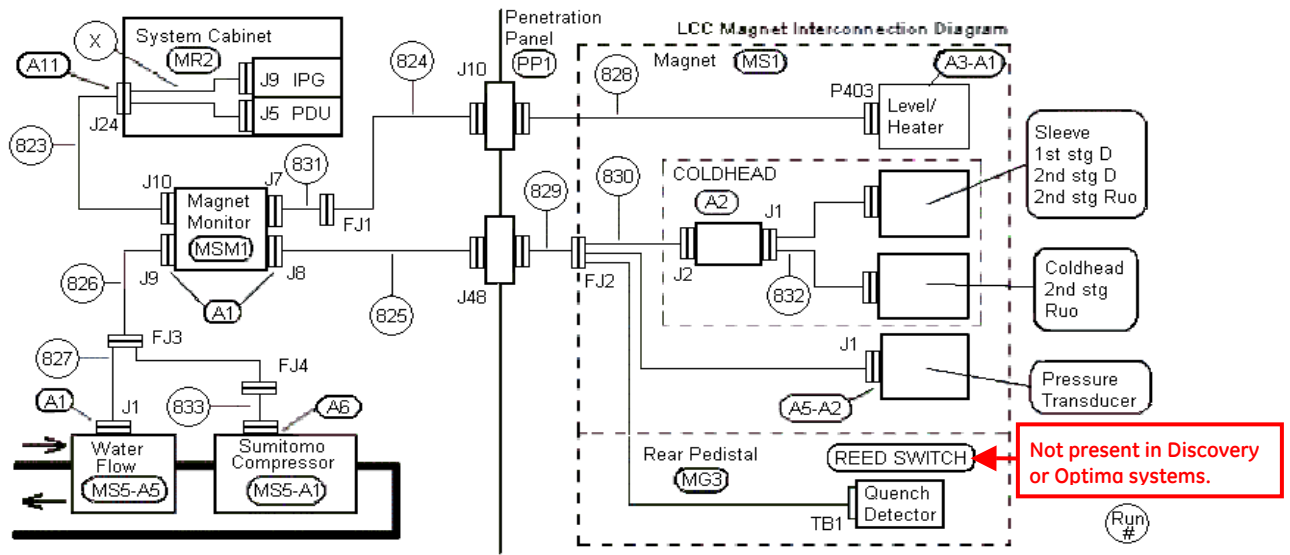 LCC Magnet Interconnection Diagram
X
System Cabinet
MR2
A11
J9 IPG
J5 PDU
J24
823
824
Penetration
Panel
PP1
J10
Magnet
MS1
828
A3-A1
P403
Level/
Heater
Sleeve
1st stg D
2nd stg D
2nd stg Ruo
831
J10
J7
Magnet
Monitor
MSM1
FJ1
J9
J8
A1
826
825
J48
829
FJ2
830
COLDHEAD
A2
J1
J2
832
Coldhead
2nd stg
Ruo
FJ3
827
FJ4
833
A1
J1
A6
Water
Flow
MS5-A5
Sumitomo
Compressor
MS5-A1
J1
A5-A2
Pressure
Transducer
Rear Pedistal
MG3
REED SWITCH
Not present in Discovery
or Optima systems.
Quench
Detector
TB1
Run
#